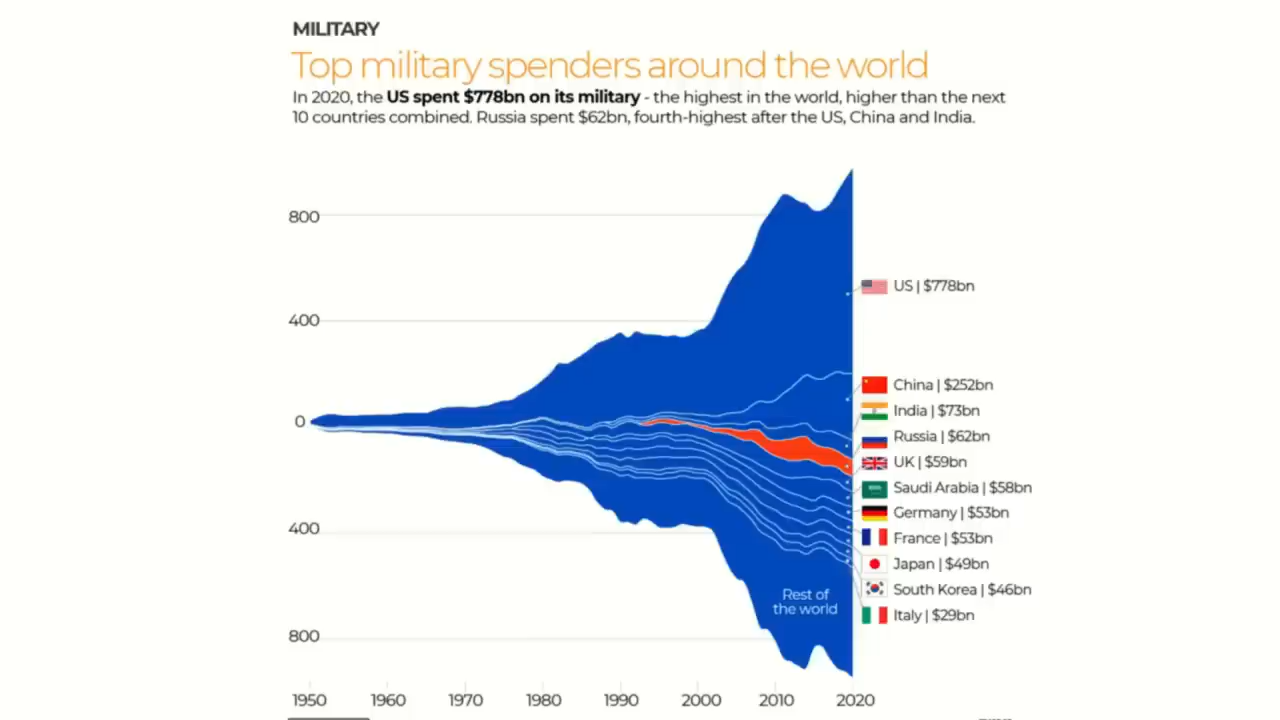 MILITARY
Top military spenders around the world
In 2020, the US spent $778bn on its military - the highest in the world, higher than the next
10 countries combined. Russia spent $62bn, fourth-highest after the US, China and India.
800
400
0
400
800
US | $778bn
China | $252bn
India | $73bn
Russia | $62bn
UK | $59bn
Saudi Arabia | $58bn
Germany | $53bn
France | $53bn
Japan | $49bn
South Korea | $46bn
Italy | $29bn
Rest of
the world
1950 1960 1970 1980 1990 2000 2010 2020